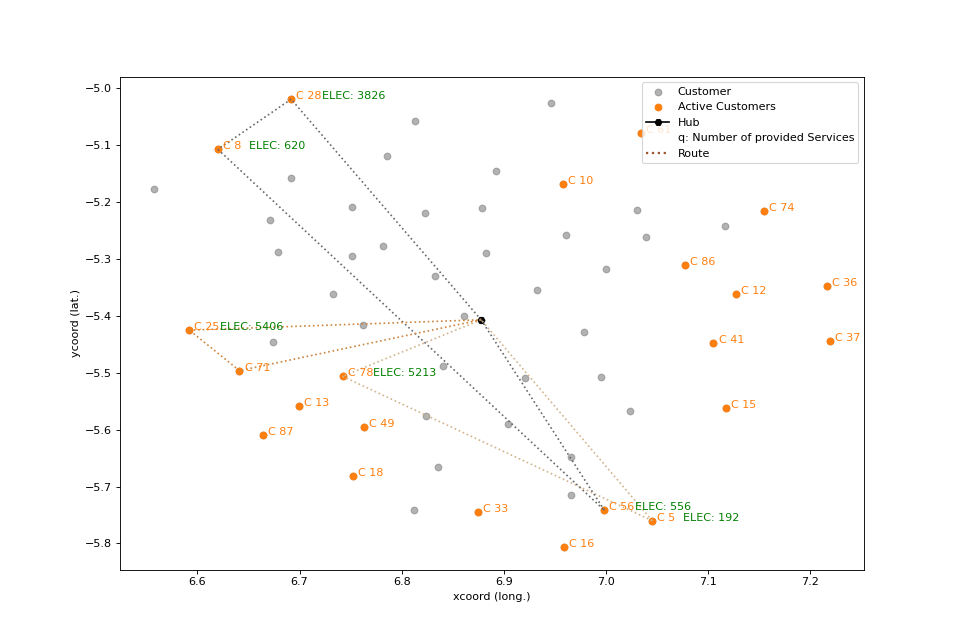 −5.0
−5.1
−5.2
−5.3
−5.4
−5.5
−5.6
−5.7
−5.8
ycoord (lat.)
6.6 6.7 6.8 6.9 7.0 7.1 7.2
xcoord (long.)
Customer
Active Customers
Hub
q: Number of provided Services
Route
C 28 ELEC: 3826
C 8 ELEC: 620
C 10
C 74
C 86
C 36
C 12
C 25 ELEC: 5406
C 41
C 37
C 71
C 78 ELEC: 5213
C 13
C 15
C 49
C 87
C 18
C 33
C 56 ELEC: 556
C 5 ELEC: 192
C 16